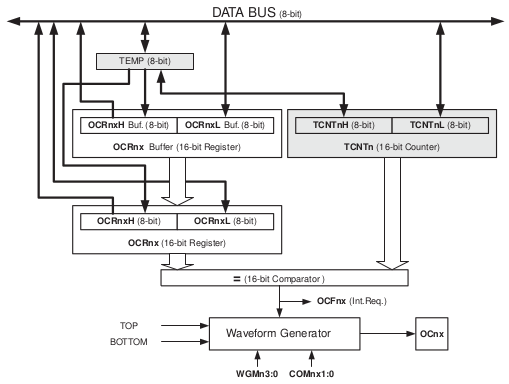 DATA BUS (8-bit)
TEMP (8-bit)
OCRnxH Buf. (8-bit)
OCRnxL Buf. (8-bit)
OCRnx Buffer (16-bit Register)
TCNTnH (8-bit)
TCNTnL (8-bit)
TCNTn (16-bit Counter)
OCRnxH (8-bit)
OCRnxL (8-bit)
OCRnx (16-bit Register)
= (16-bit Comparator )
OCFnx (Int.Req.)
TOP
BOTTOM
Waveform Generator
OCnx
WGMn3:0
COMnx1:0